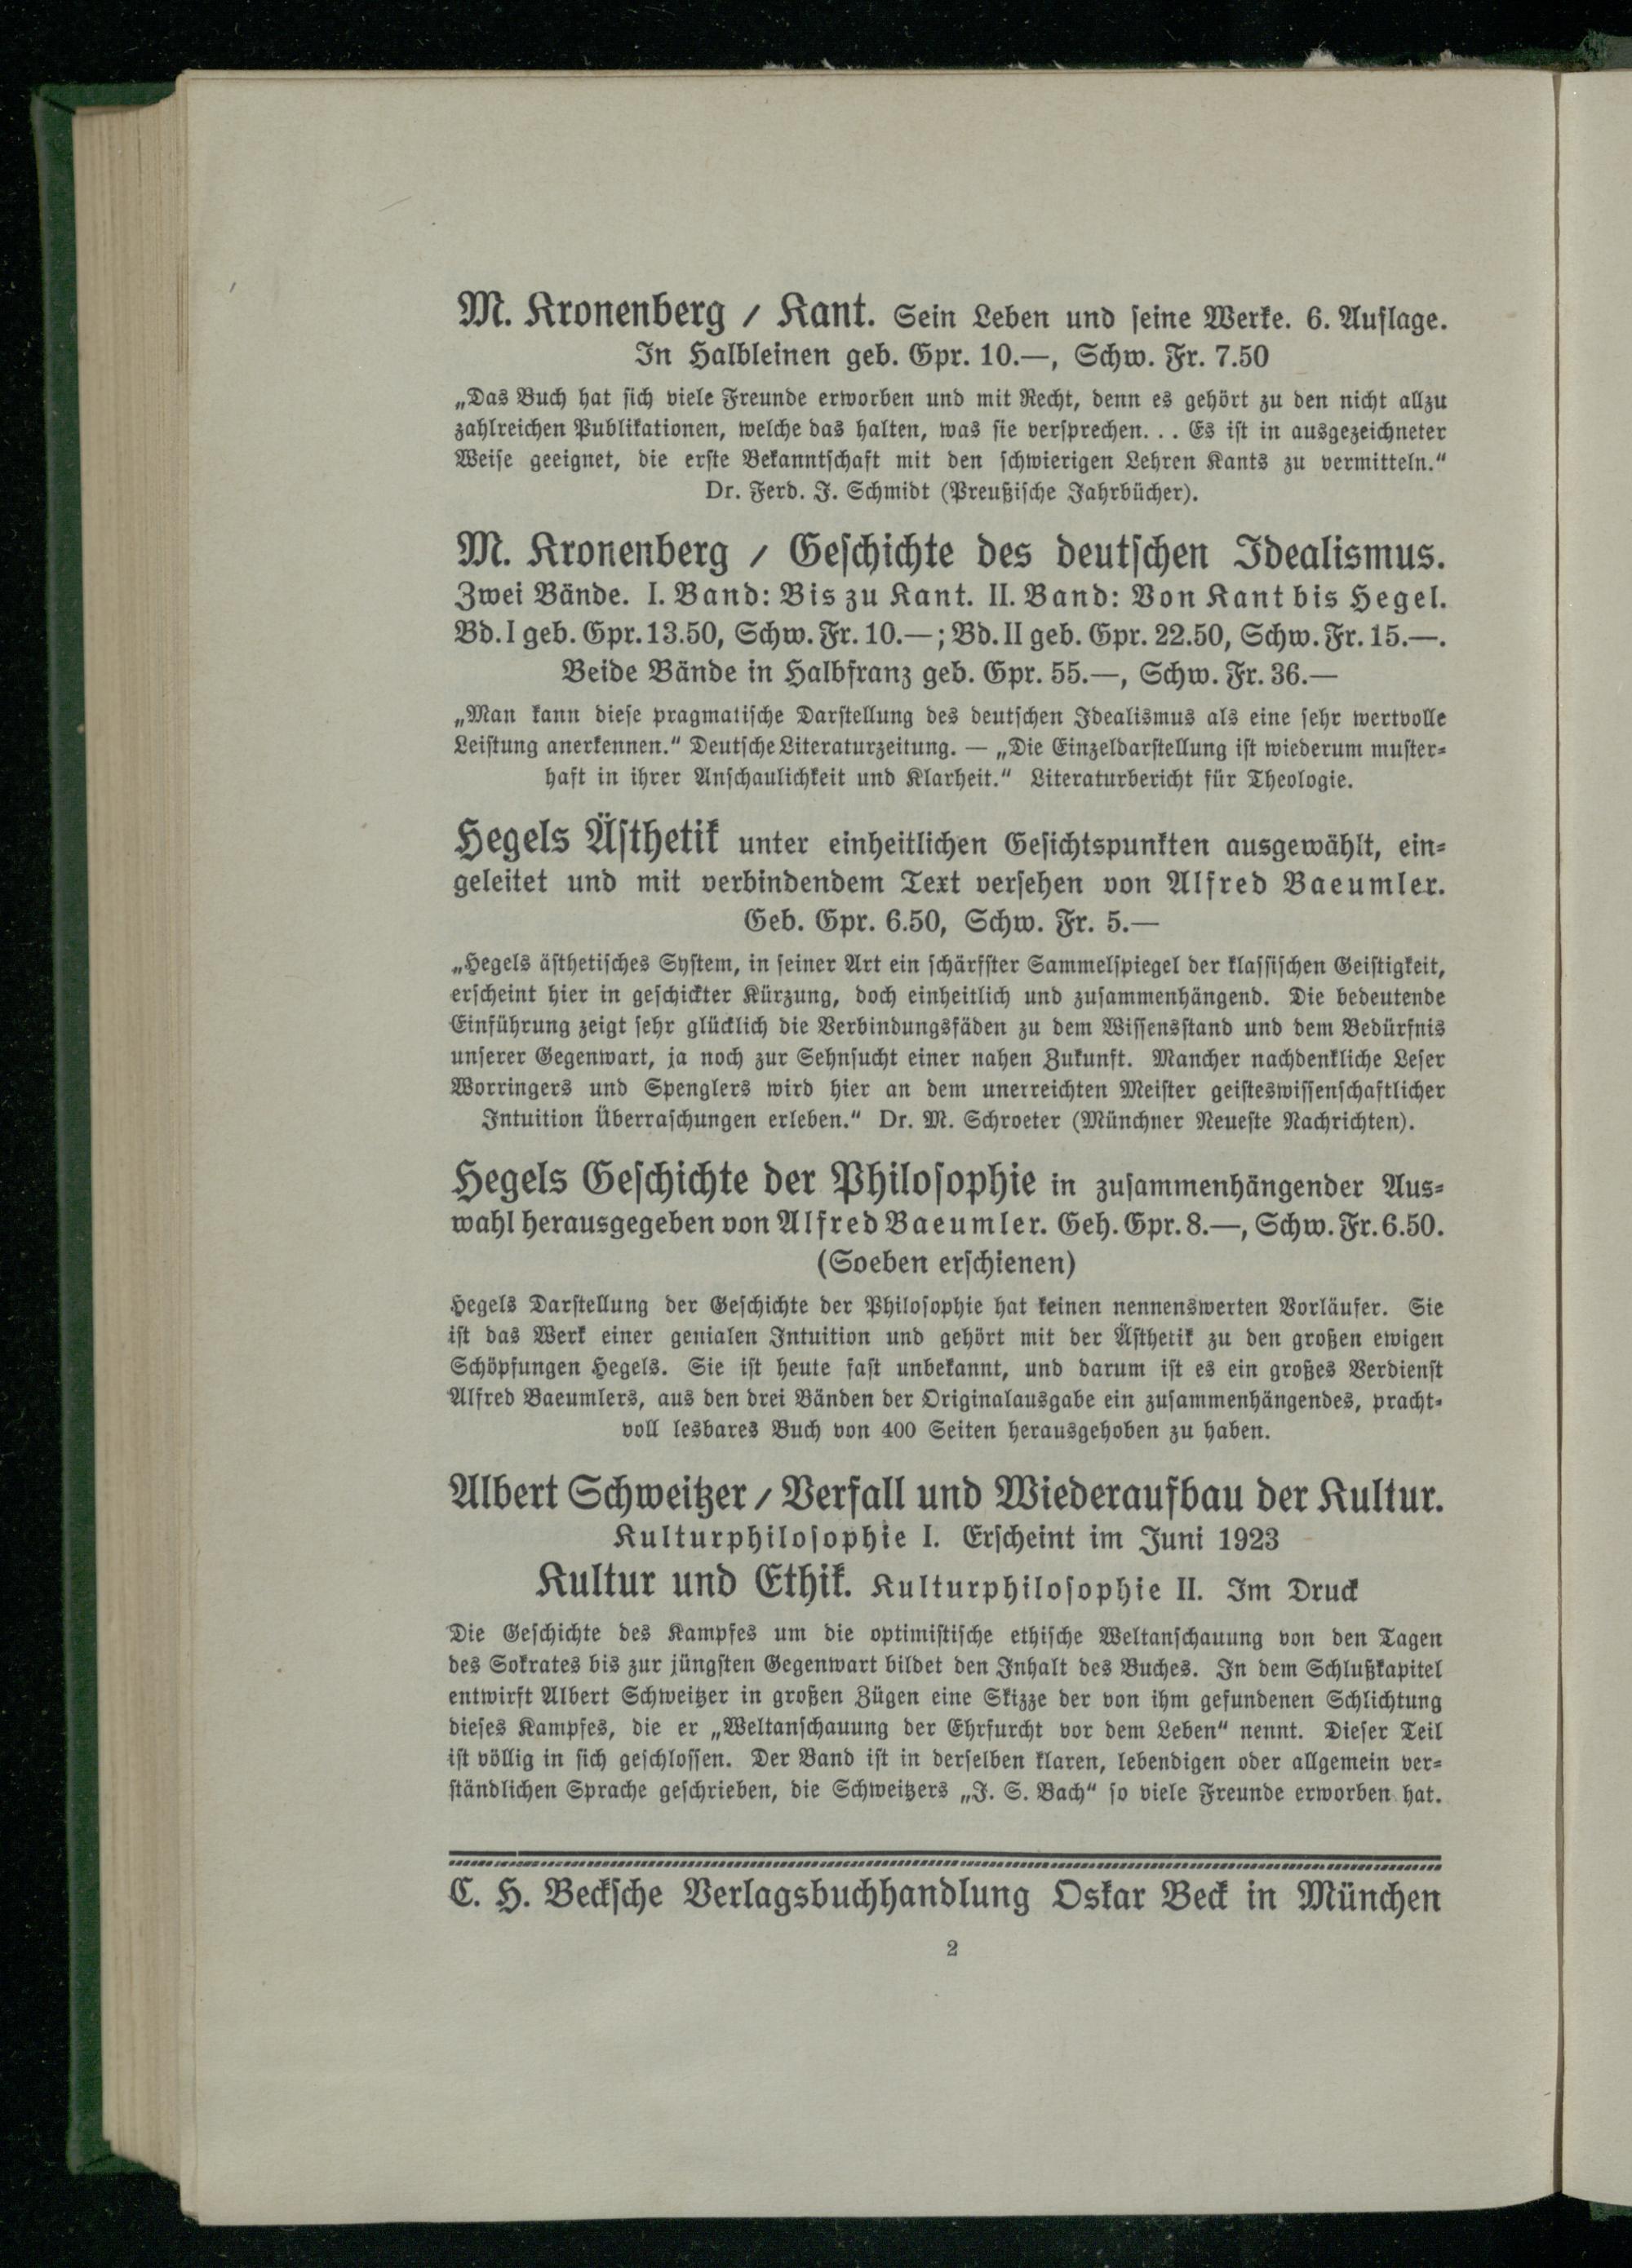 M. Kronenberg / Kant. Sein Leben und seine Werke. 6. Auflage.
In Halbleinen geb. Gpr. 10.—, Schw. Fr. 7.50
„Das Buch hat sich viele Freunde erworben und mit Recht, denn es gehört zu den nicht allzu
zahlreichen Publikationen, welche das halten, was sie versprechen... Es ist in ausgezeichneter
Weise geeignet, die erste Bekanntschaft mit den schwierigen Lehren Kants zu vermitteln.“
Dr. Ferd. J. Schmidt (Preußische Jahrbücher).
M. Kronenberg / Geschichte des deutschen Idealismus.
Zwei Bände. I. Band: Bis zu Kant. II. Band: Von Kant bis Hegel.
Bd. I geb. Gpr. 13.50, Schw. Fr. 10.—; Bd. II geb. Gpr. 22.50, Schw. Fr. 15.—.
Beide Bände in Halbfranz geb. Gpr. 55.—, Schw. Fr. 36.—
„Man kann diese pragmatische Darstellung des deutschen Idealismus als eine sehr wertvolle
Leistung anerkennen.“ Deutsche Literaturzeitung. — „Die Einzeldarstellung ist wiederum muster-
haft in ihrer Anschaulichkeit und Klarheit.“ Literaturbericht für Theologie.
Hegels Ästhetik unter einheitlichen Gesichtspunkten ausgewählt, ein-
geleitet und mit verbindendem Text versehen von Alfred Baeumler.
Geb. Gpr. 6.50, Schw. Fr. 5.—
„Hegels ästhetisches System, in seiner Art ein schärfster Sammelspiegel der klassischen Geistigkeit,
erscheint hier in geschickter Kürzung, doch einheitlich und zusammenhängend. Die bedeutende
Einführung zeigt sehr glücklich die Verbindungsfäden zu dem Wissensstand und dem Bedürfnis
unserer Gegenwart, ja noch zur Sehnsucht einer nahen Zukunft. Mancher nachdenkliche Leser
Worringers und Spenglers wird hier an dem unerreichten Meister geisteswissenschaftlicher
Intuition Überraschungen erleben.“ Dr. M. Schroeter (Münchner Neueste Nachrichten).
Hegels Geschichte der Philosophie in zusammenhängender Aus-
wahl herausgegeben von Alfred Baeumler. Geh. Gpr. 8.—, Schw. Fr. 6.50.
(Soeben erschienen)
Hegels Darstellung der Geschichte der Philosophie hat keinen nennenswerten Vorläufer. Sie
ist das Werk einer genialen Intuition und gehört mit der Ästhetik zu den großen ewigen
Schöpfungen Hegels. Sie ist heute fast unbekannt, und darum ist es ein großes Verdienst
Alfred Baeumlers, aus den drei Bänden der Originalausgabe ein zusammenhängendes, pracht-
voll lesbares Buch von 400 Seiten herausgehoben zu haben.
Albert Schweitzer / Verfall und Wiederaufbau der Kultur.
Kulturphilosophie I. Erscheint im Juni 1923
Kultur und Ethik. Kulturphilosophie II. Im Druck
Die Geschichte des Kampfes um die optimistische ethische Weltanschauung von den Tagen
des Sokrates bis zur jüngsten Gegenwart bildet den Inhalt des Buches. In dem Schlußkapitel
entwirft Albert Schweitzer in großen Zügen eine Skizze der von ihm gefundenen Schlichtung
dieses Kampfes, die er „Weltanschauung der Ehrfurcht vor dem Leben“ nennt. Dieser Teil
ist völlig in sich geschlossen. Der Band ist in derselben klaren, lebendigen oder allgemein ver-
ständlichen Sprache geschrieben, die Schweitzers „J. S. Bach“ so viele Freunde erworben hat.
C. H. Becksche Verlagsbuchhandlung Oskar Beck in München
2